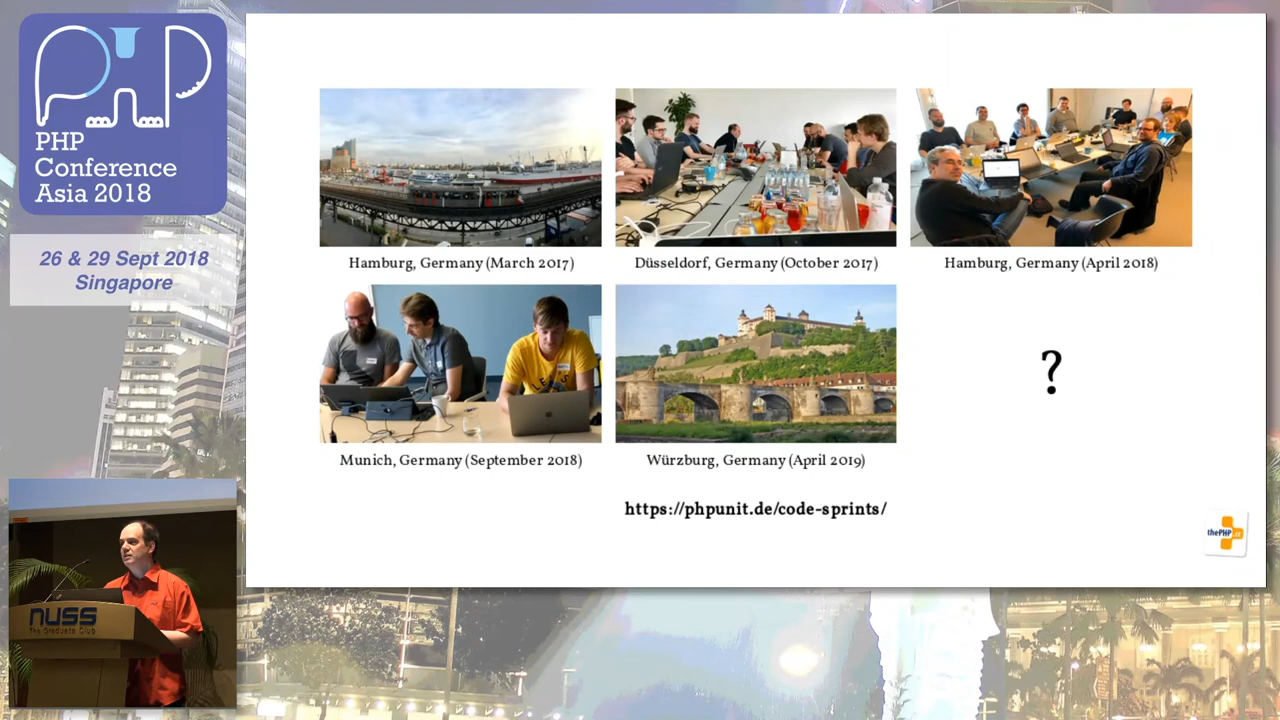 PHP
Conference
Asia 2018
26 & 29 Sept 2018
Singapore
Hamburg, Germany (March 2017)
Düsseldorf, Germany (October 2017)
Hamburg, Germany (April 2018)
Munich, Germany (September 2018)
Würzburg, Germany (April 2019)
?
https://phpunit.de/code-sprints/
thePHP.cc
NUSS
The Graduate Club